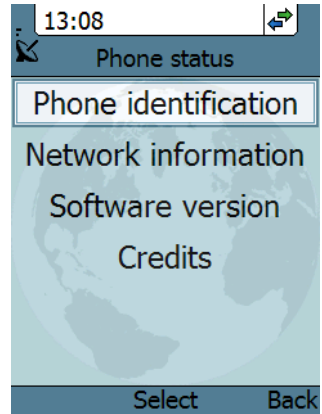 13:08
Phone status
Phone identification
Network information
Software version
Credits
Select Back